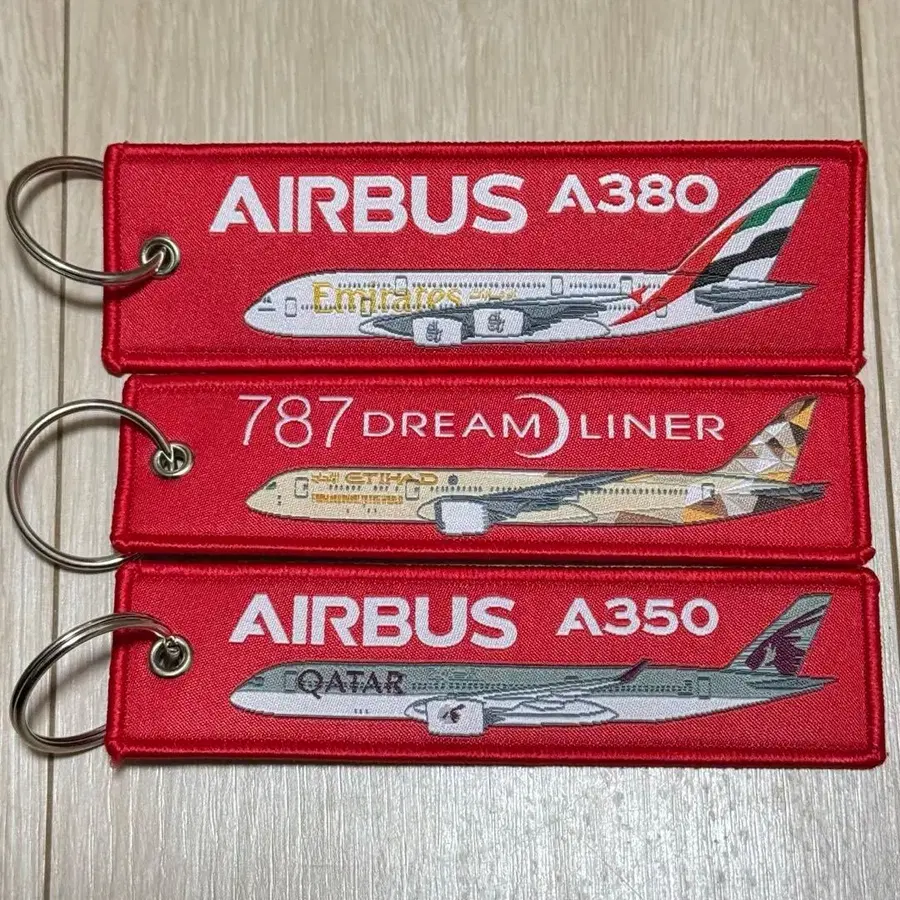 AIRBUS A380
Emirates
787 DREAMLINER
ETIHAD
AIRBUS A350
QATAR